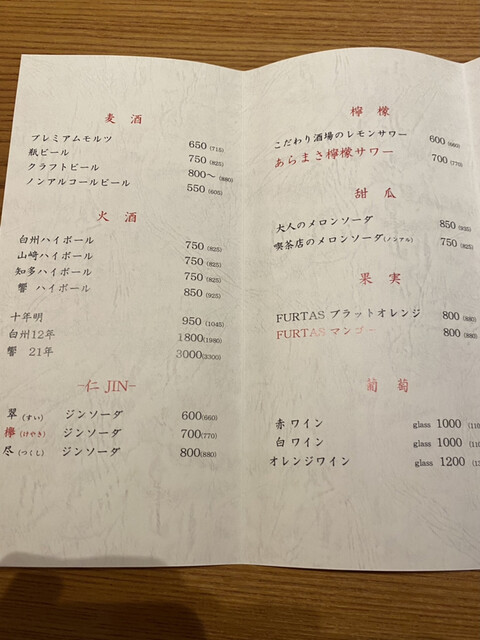 麦 酒
プレミアムモルツ 650 (715)
瓶ビール 750 (825)
クラフトビール 800～ (880)
ノンアルコールビール 550 (605)
火 酒
白州ハイボール 750 (825)
山崎ハイボール 750 (825)
知多ハイボール 750 (825)
響 ハイボール 850 (925)
十年明 950 (1045)
白州12年 1800 (1980)
響 21年 3000 (3300)
–仁 JIN–
翠 (すい) ジンソーダ 600 (660)
欅 (けやき) ジンソーダ 700 (770)
尽 (つくし) ジンソーダ 800 (880)
檸 檬
こだわり酒場のレモンサワー 600 (660)
あらまさ檸檬サワー 700 (770)
甜 瓜
大人のメロンソーダ 850 (935)
喫茶店のメロンソーダ (ノンアル) 750 (825)
果 実
FURTAS ブラットオレンジ 800 (880)
FURTAS マンゴー 800 (880)
葡 萄
赤 ワイン glass 1000
白 ワイン glass 1000
オレンジワイン glass 1200